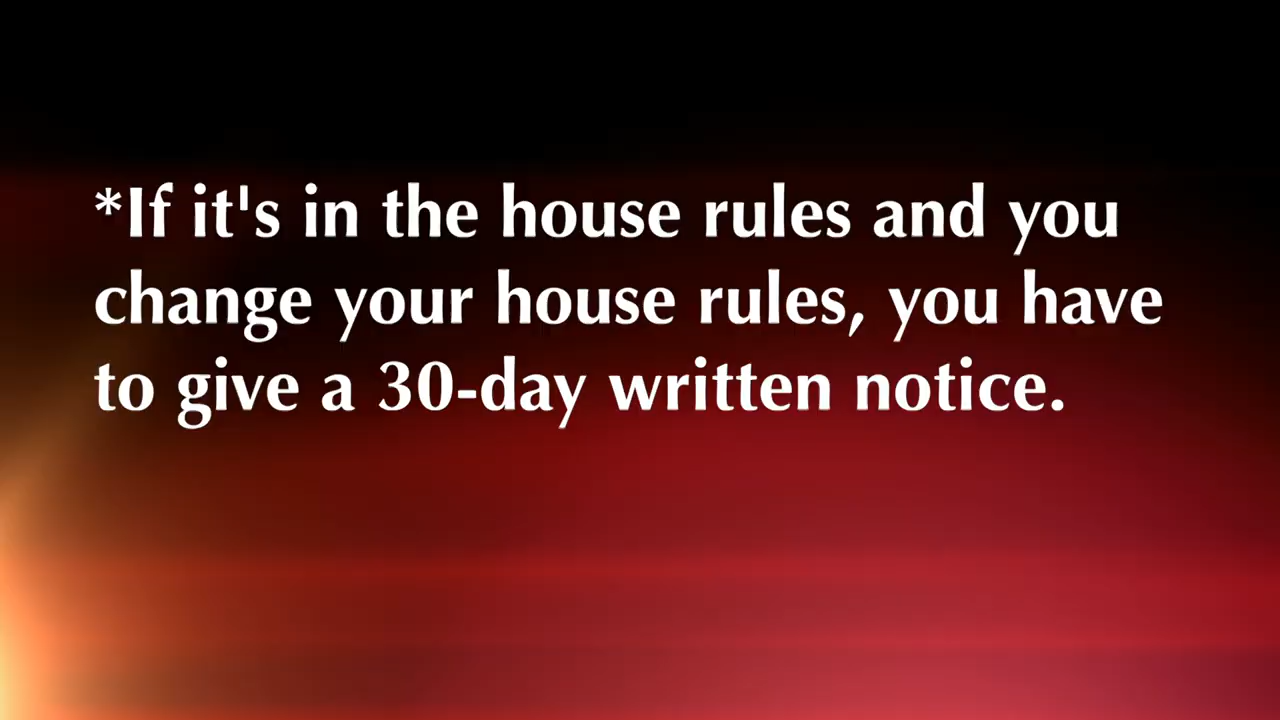 *If it's in the house rules and you
change your house rules, you have
to give a 30-day written notice.